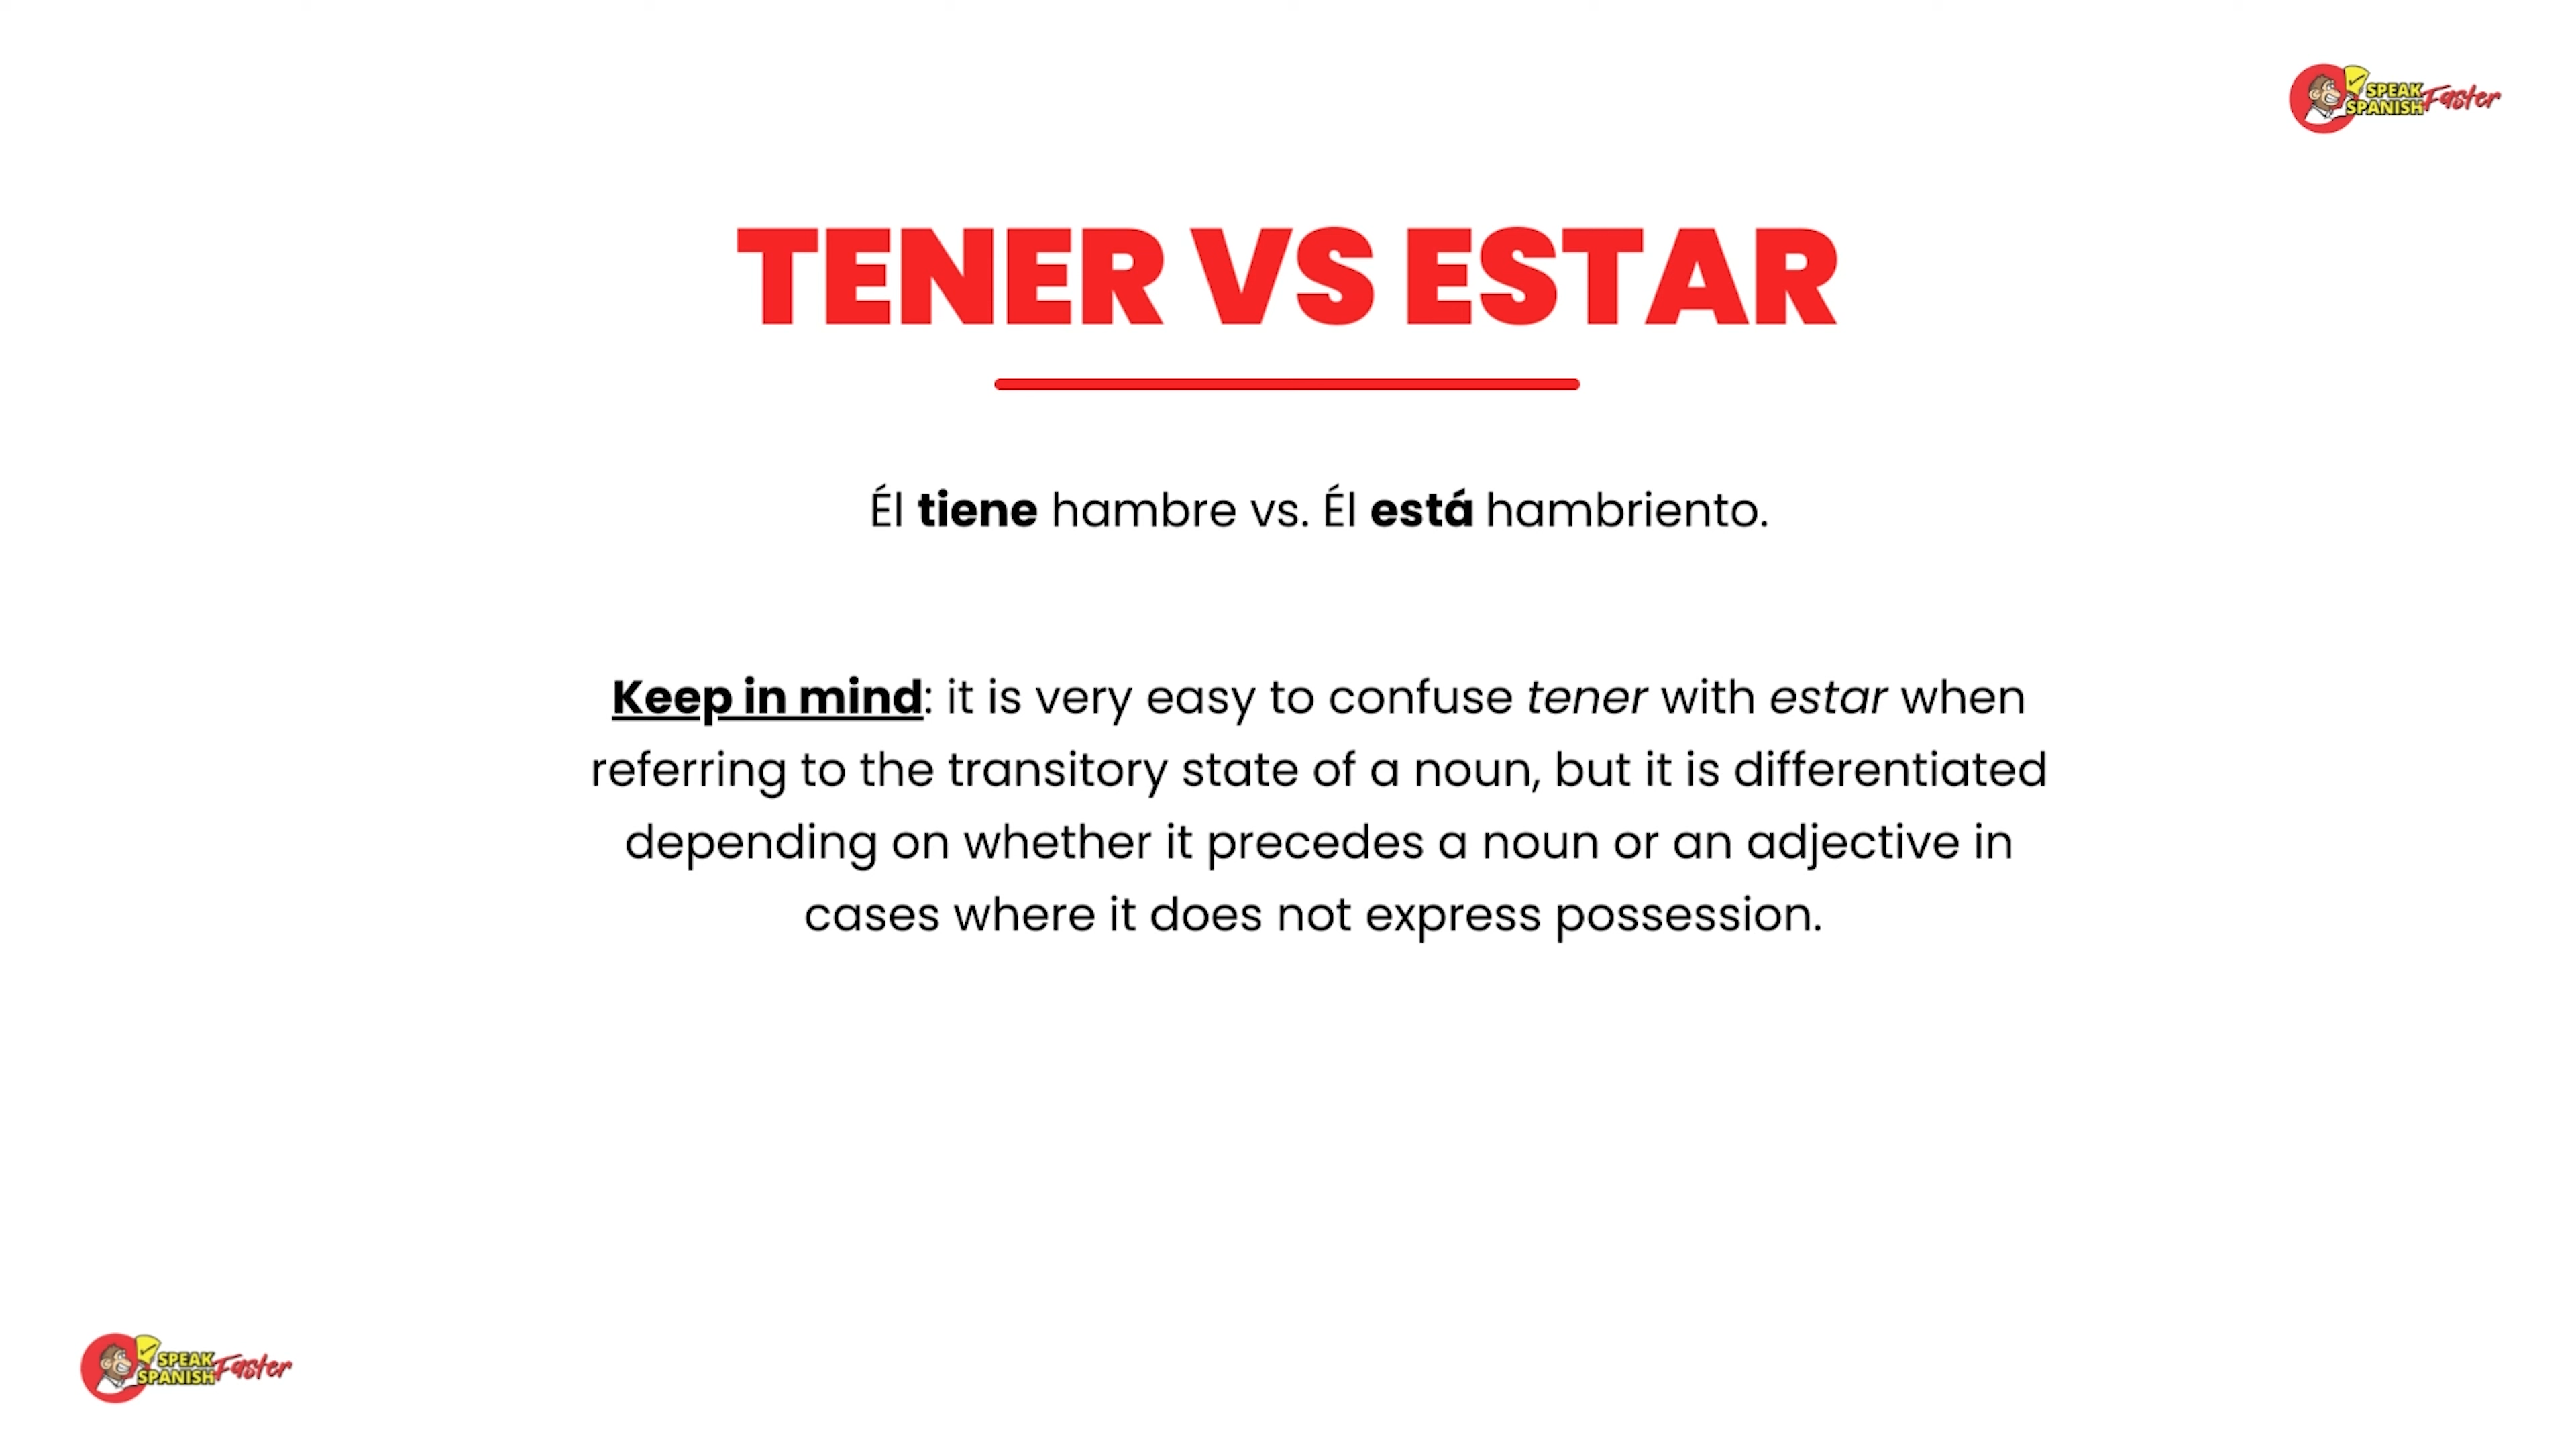 SPEAK
SPANISH Faster
TENER VS ESTAR
Él tiene hambre vs. Él está hambriento.
Keep in mind: it is very easy to confuse tener with estar when
referring to the transitory state of a noun, but it is differentiated
depending on whether it precedes a noun or an adjective in
cases where it does not express possession.
SPEAK
SPANISH Faster